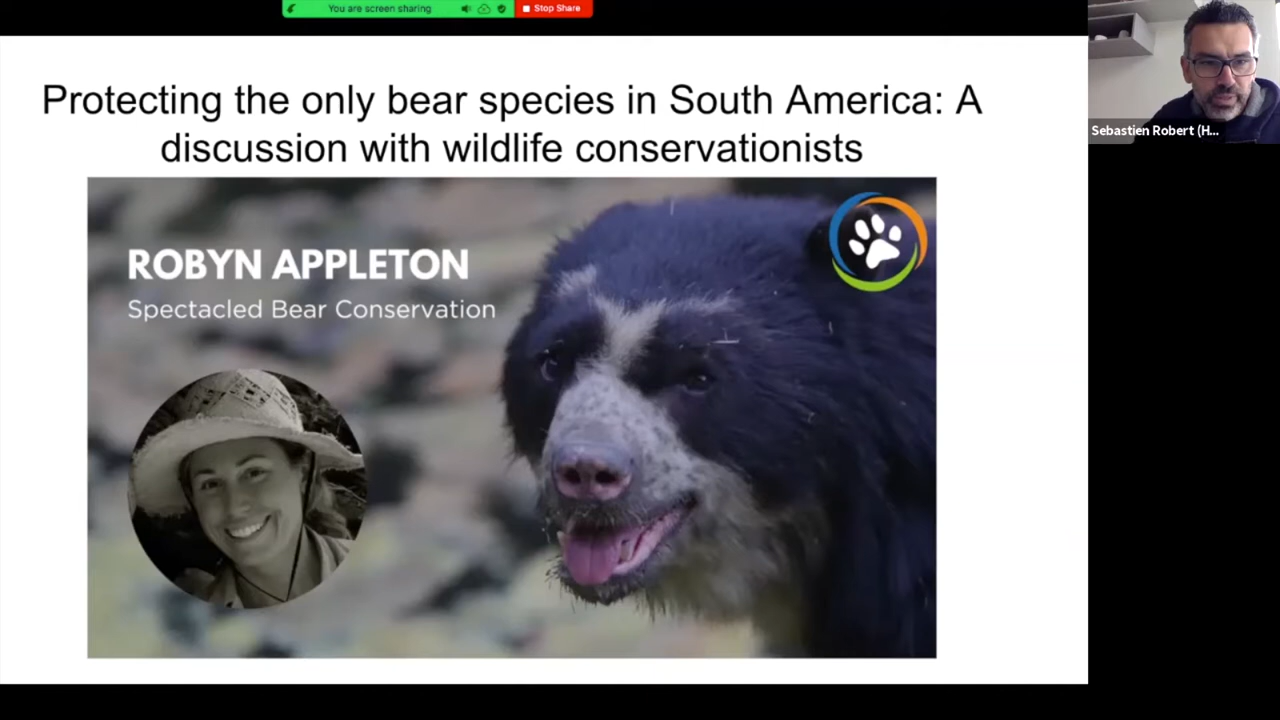 You are screen sharing
Stop Share
Protecting the only bear species in South America: A
discussion with wildlife conservationists
ROBYN APPLETON
Spectacled Bear Conservation
Sebastien Robert (H...